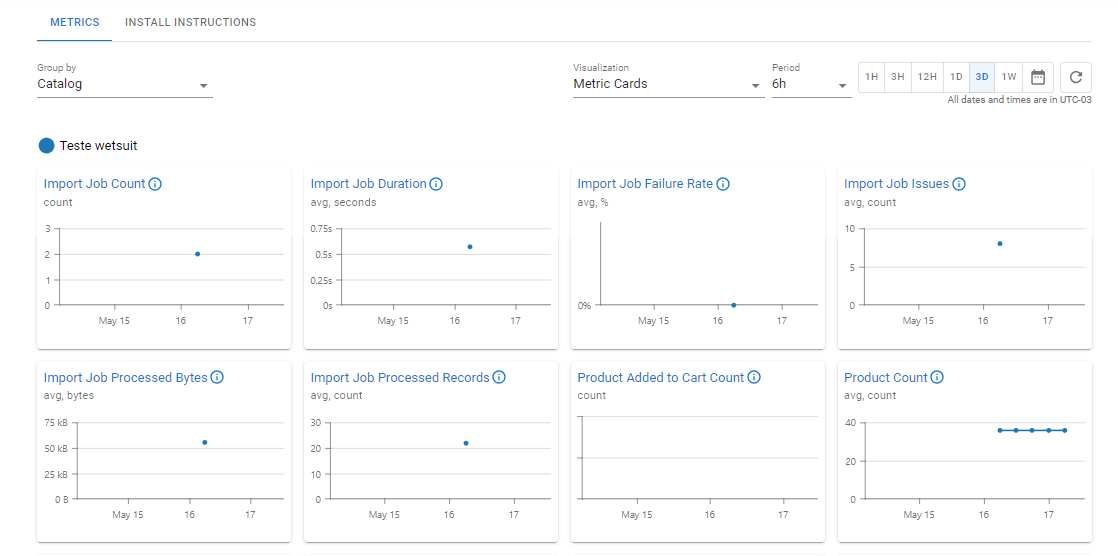 METRICS INSTALL INSTRUCTIONS
Group by Visualization Period
Catalog Metric Cards 6h 1H 3H 12H 1D 3D 1W
All dates and times are in UTC-03
Teste wetsuit
Import Job Count
count
3
2
1
0
May 15 16 17
Import Job Duration
avg, seconds
0.75s
0.5s
0.25s
0s
May 15 16 17
Import Job Failure Rate
avg, %
0%
May 15 16 17
Import Job Issues
avg, count
10
5
0
May 15 16 17
Import Job Processed Bytes
avg, bytes
75 kB
50 kB
25 kB
0 B
May 15 16 17
Import Job Processed Records
avg, count
30
20
10
0
May 15 16 17
Product Added to Cart Count
count
May 15 16 17
Product Count
avg, count
40
20
0
May 15 16 17